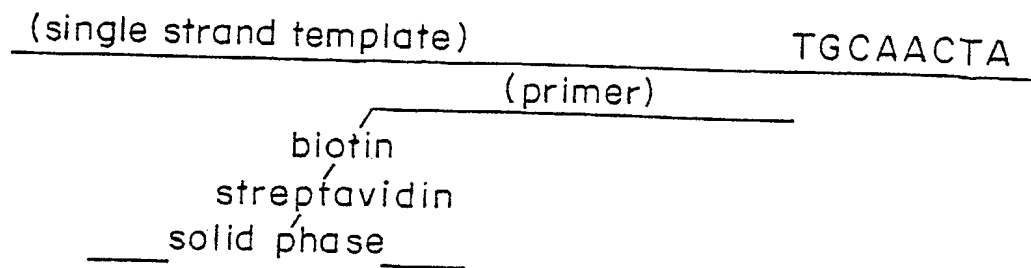 (single strand template) TGCAACTA
(primer)
biotin
streptavidin
solid phase